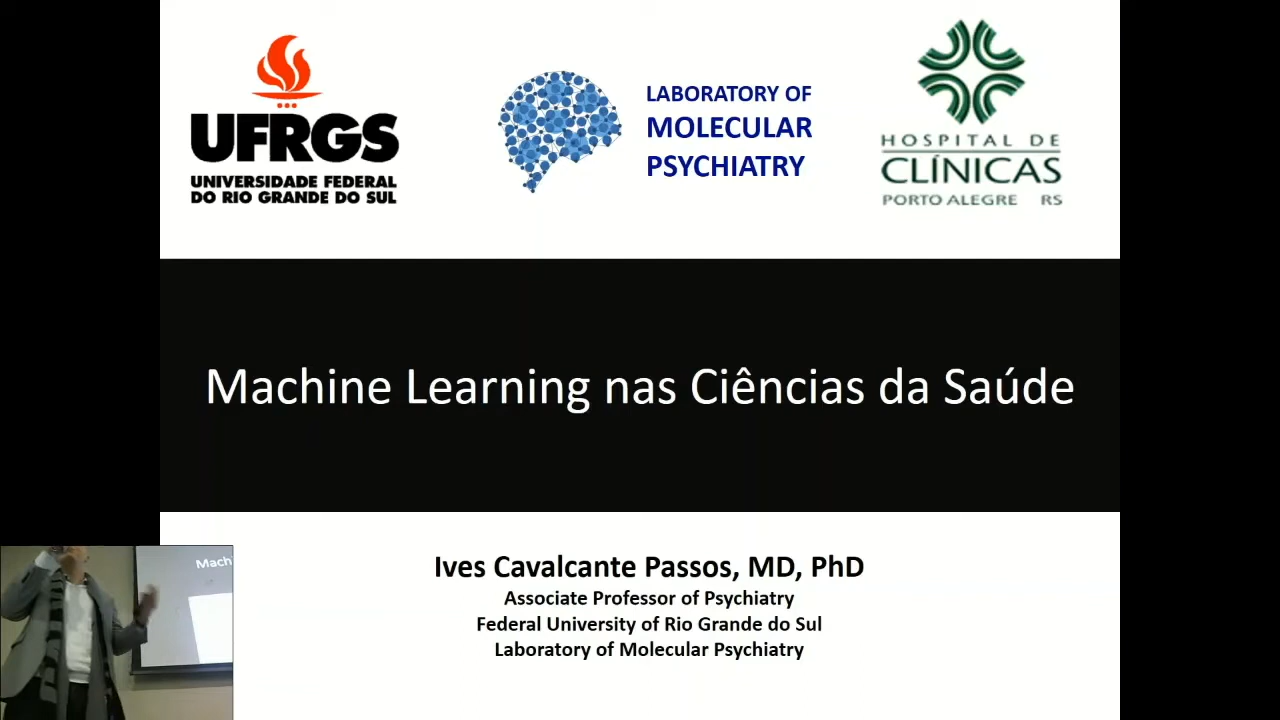 UFRGS
UNIVERSIDADE FEDERAL
DO RIO GRANDE DO SUL
LABORATORY OF
MOLECULAR
PSYCHIATRY
HOSPITAL DE
CLÍNICAS
PORTO ALEGRE RS
Machine Learning nas Ciências da Saúde
Ives Cavalcante Passos, MD, PhD
Associate Professor of Psychiatry
Federal University of Rio Grande do Sul
Laboratory of Molecular Psychiatry
Mach